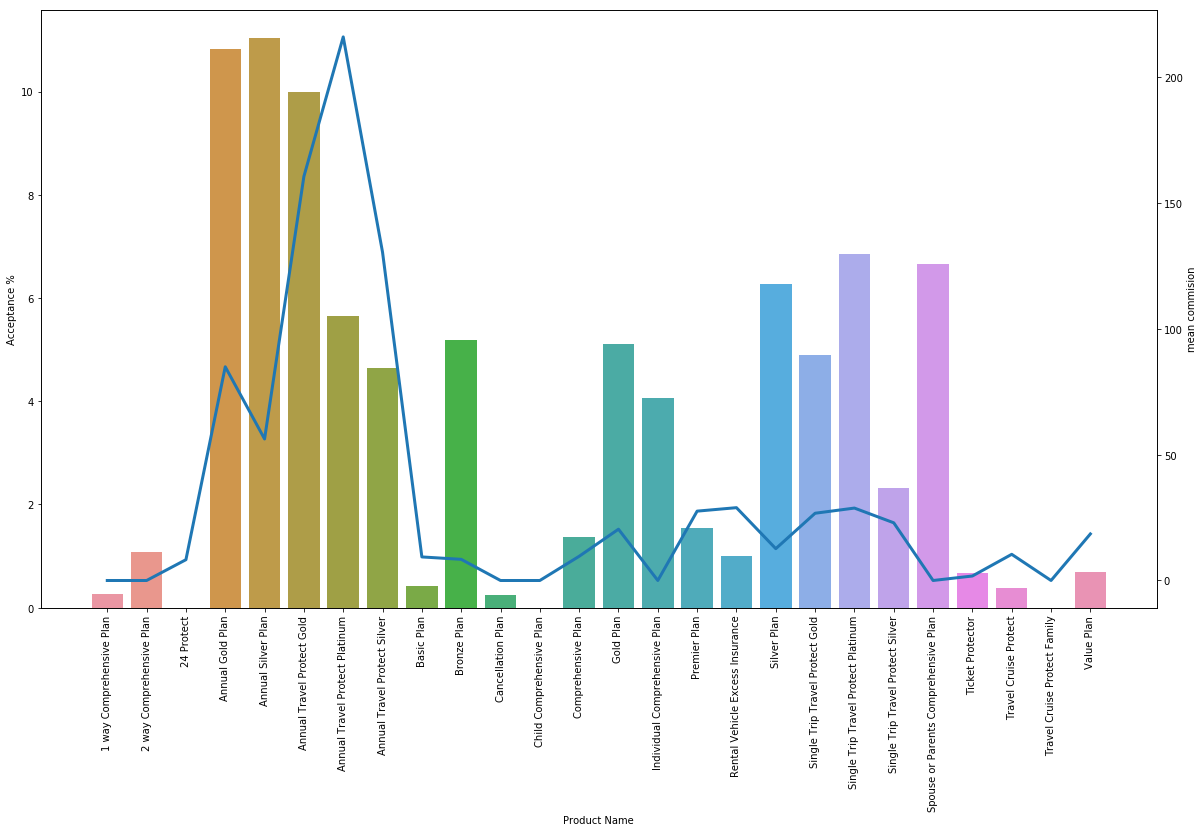 Acceptance %
10
8
6
4
2
0
200
150
100
50
0
mean commision
1 way Comprehensive Plan
2 way Comprehensive Plan
24 Protect
Annual Gold Plan
Annual Silver Plan
Annual Travel Protect Gold
Annual Travel Protect Platinum
Annual Travel Protect Silver
Basic Plan
Bronze Plan
Cancellation Plan
Child Comprehensive Plan
Comprehensive Plan
Gold Plan
Individual Comprehensive Plan
Premier Plan
Rental Vehicle Excess Insurance
Silver Plan
Single Trip Travel Protect Gold
Single Trip Travel Protect Platinum
Single Trip Travel Protect Silver
Spouse or Parents Comprehensive Plan
Ticket Protector
Travel Cruise Protect
Travel Cruise Protect Family
Value Plan
Product Name